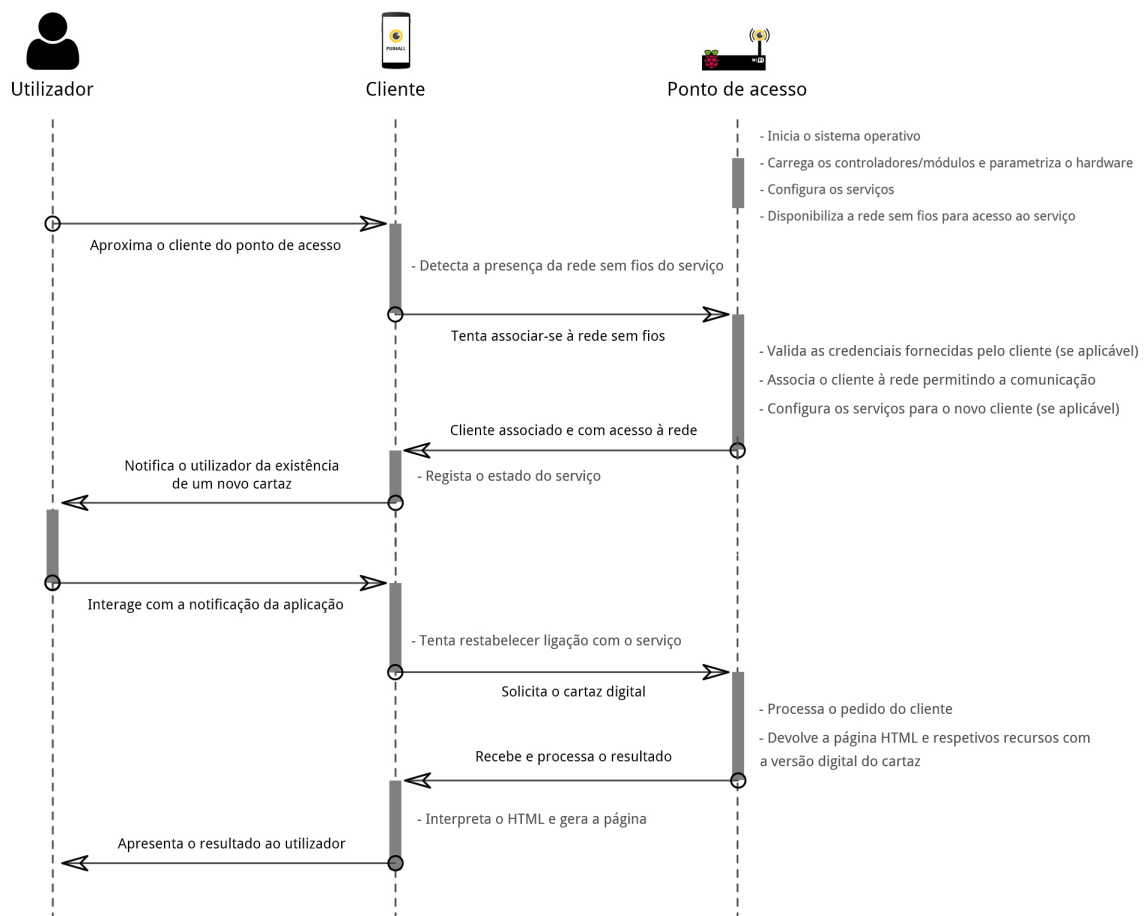 PUB4ALL
Wi Fi
Utilizador
Cliente
Ponto de acesso
- Inicia o sistema operativo
- Carrega os controladores/módulos e parametriza o hardware
- Configura os serviços
- Disponibiliza a rede sem fios para acesso ao serviço
Aproxima o cliente do ponto de acesso
- Detecta a presença da rede sem fios do serviço
Tenta associar-se à rede sem fios
- Valida as credenciais fornecidas pelo cliente (se aplicável)
- Associa o cliente à rede permitindo a comunicação
- Configura os serviços para o novo cliente (se aplicável)
Cliente associado e com acesso à rede
- Regista o estado do serviço
Notifica o utilizador da existência
de um novo cartaz
Interage com a notificação da aplicação
- Tenta restabelecer ligação com o serviço
Solicita o cartaz digital
- Processa o pedido do cliente
- Devolve a página HTML e respetivos recursos com
a versão digital do cartaz
Recebe e processa o resultado
- Interpreta o HTML e gera a página
Apresenta o resultado ao utilizador